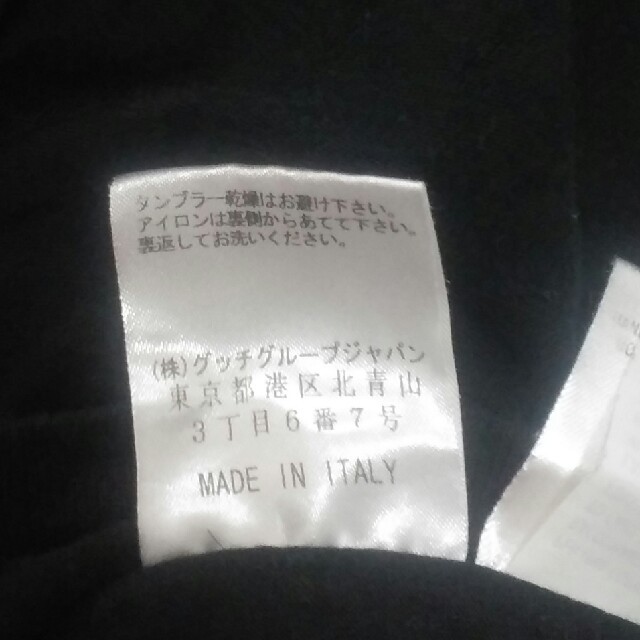 タンブラー乾燥はお避け下さい。
アイロンは裏側からあてて下さい。
裏返してお洗いください。
(株)グッチグループジャパン
東京都港区北青山
3丁目6番7号
MADE IN ITALY